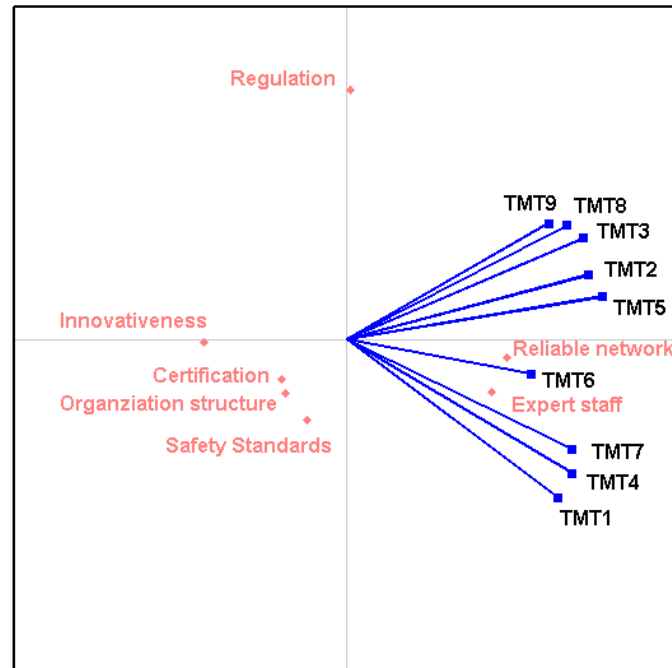 Regulation
TMT9
TMT8
TMT3
TMT2
TMT5
Innovativeness
Reliable network
Certification
TMT6
Organziation structure
Expert staff
Safety Standards
TMT7
TMT4
TMT1